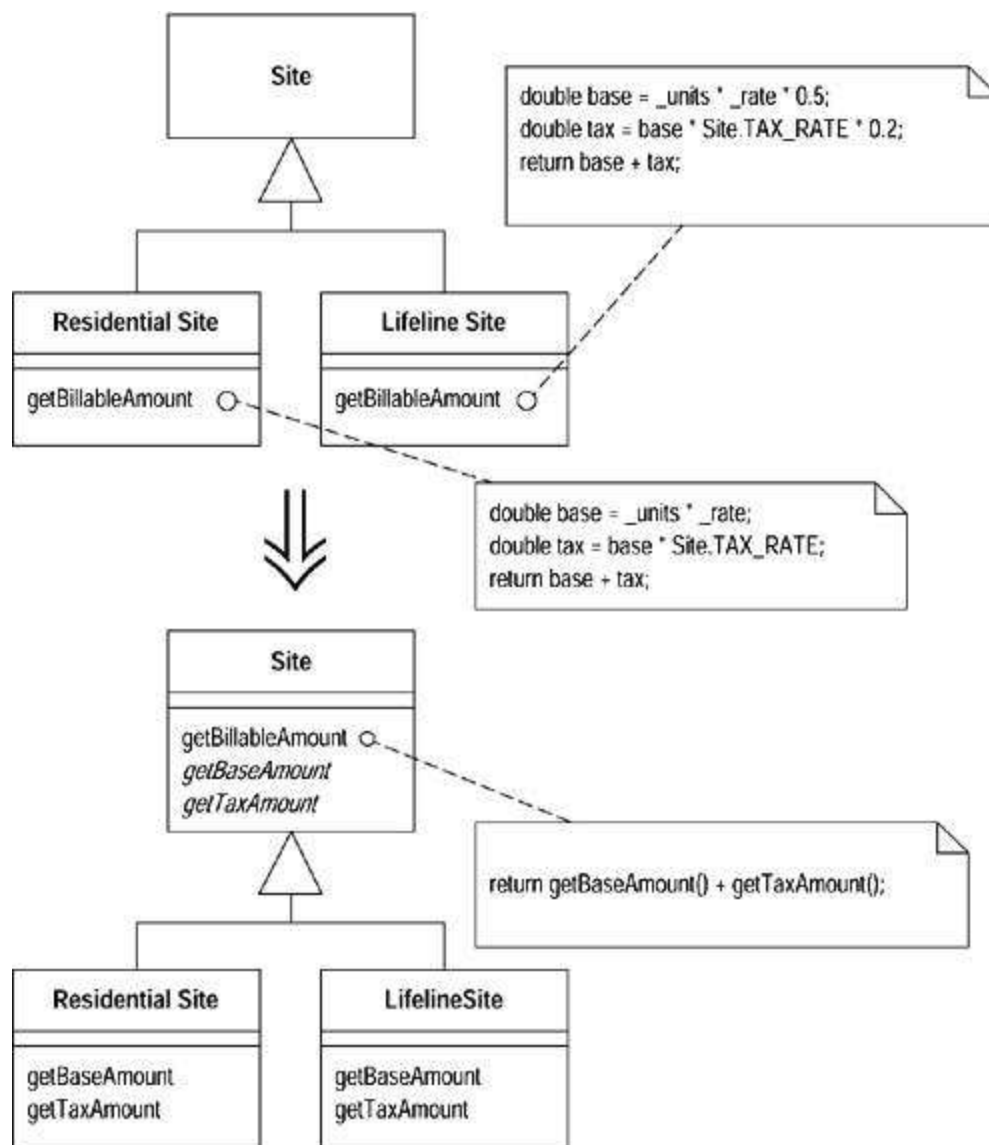 Site
double base = _units * _rate * 0.5;
double tax = base * Site.TAX_RATE * 0.2;
return base + tax;
Residential Site
getBillableAmount
Lifeline Site
getBillableAmount
double base = _units * _rate;
double tax = base * Site.TAX_RATE;
return base + tax;
Site
getBillableAmount
getBaseAmount
getTaxAmount
return getBaseAmount() + getTaxAmount();
Residential Site
getBaseAmount
getTaxAmount
LifelineSite
getBaseAmount
getTaxAmount